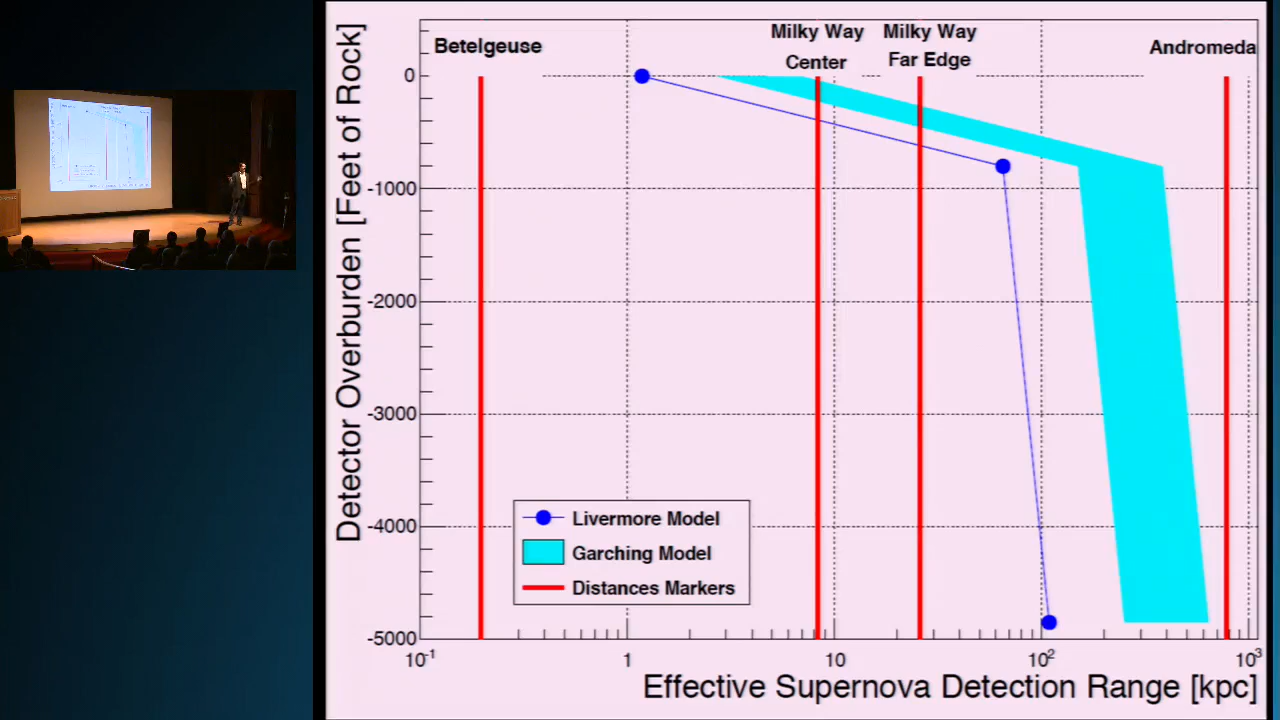 Betelgeuse
Milky Way
Center
Milky Way
Far Edge
Andromeda
Detector Overburden [Feet of Rock]
0
-1000
-2000
-3000
-4000
-5000
Livermore Model
Garching Model
Distances Markers
10⁻¹
1
10
10²
10³
Effective Supernova Detection Range [kpc]